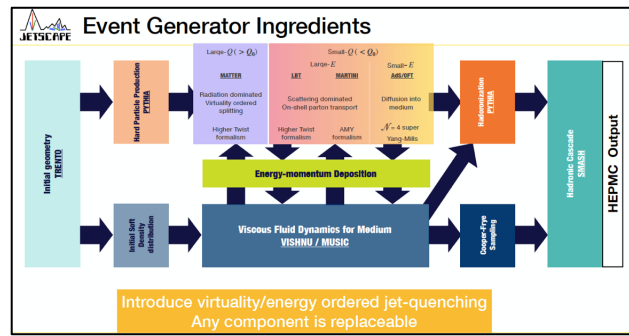 JETSCAPE
Event Generator Ingredients
Large-Q ( > Q₀)
Small-Q ( < Q₀)
Large-E
Small-E
MATTER
LBT
MARTINI
AdS/CFT
Radiation dominated
Virtuality ordered
splitting
Scattering dominated
On-shell parton transport
Diffusion into
medium
Higher Twist
formalism
Higher Twist
formalism
AMY
formalism
𝒩 = 4 super
Yang-Mills
Initial geometry
TRENTO
Hard Particle Production
PYTHIA
Energy-momentum Deposition
Hadronization
PYTHIA
Hadronic Cascade
SMASH
HEPMC Output
Initial Soft
Density
distribution
Viscous Fluid Dynamics for Medium
VISHNU / MUSIC
Cooper-Frye
Sampling
Introduce virtuality/energy ordered jet-quenching
Any component is replaceable